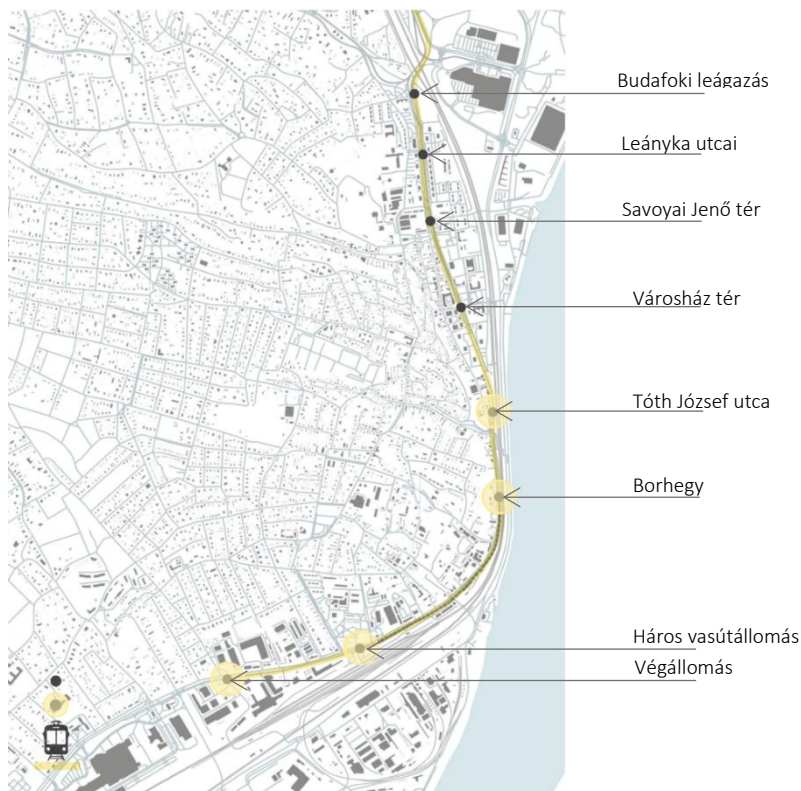 Budafoki leágazás
Leányka utcai
Savoyai Jenő tér
Városház tér
Tóth József utca
Borhegy
Háros vasútállomás
Végállomás